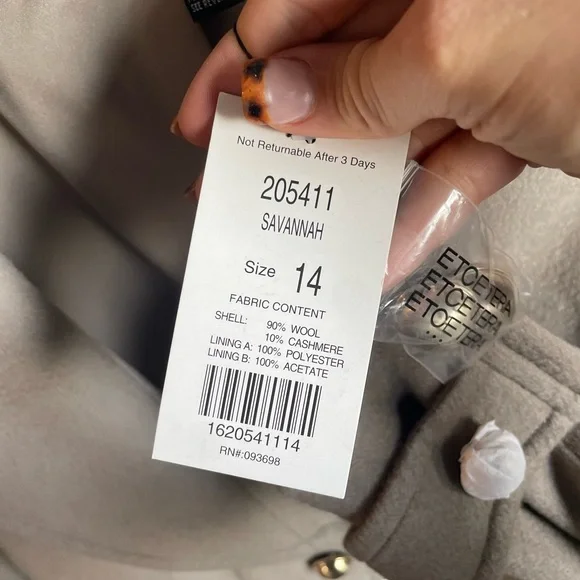 Not Returnable After 3 Days
205411
SAVANNAH
Size 14
FABRIC CONTENT
SHELL: 90% WOOL
10% CASHMERE
LINING A: 100% POLYESTER
LINING B: 100% ACETATE
1620541114
RN#:093698
ETCETERA
ETCETERA
ETCETERA
...